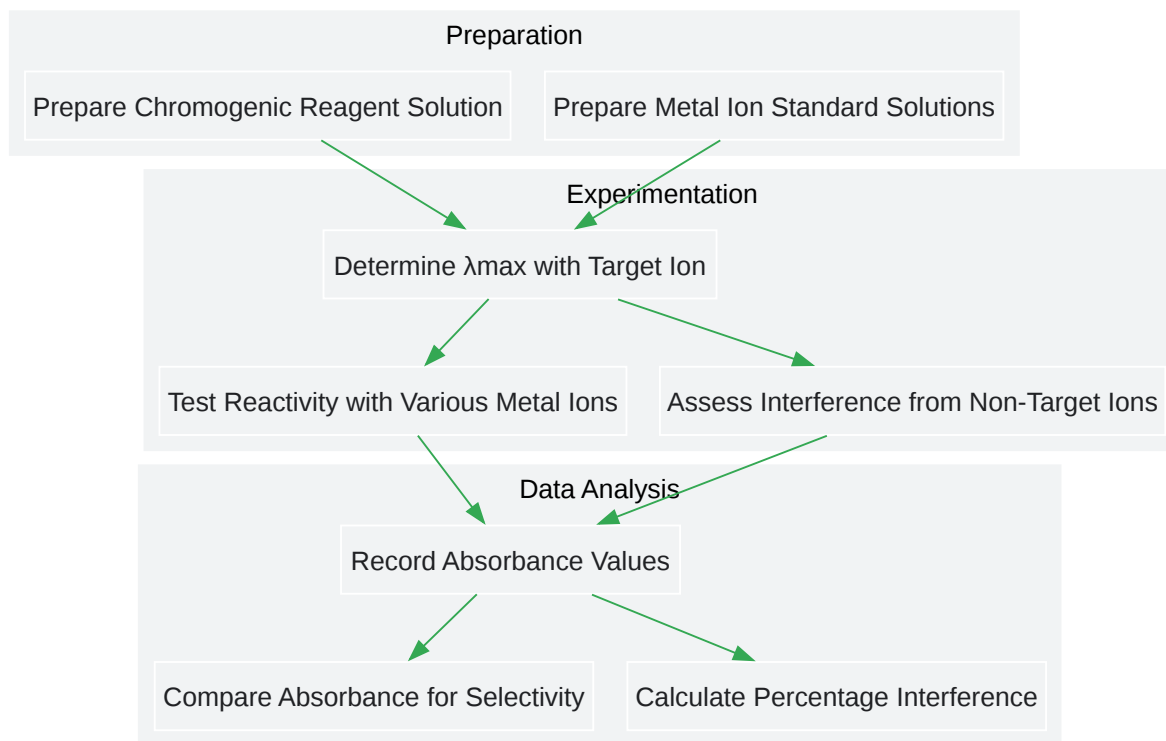 Preparation
Prepare Chromogenic Reagent Solution
Prepare Metal Ion Standard Solutions
Experimentation
Determine λmax with Target Ion
Test Reactivity with Various Metal Ions
Assess Interference from Non-Target Ions
Data Analysis
Record Absorbance Values
Compare Absorbance for Selectivity
Calculate Percentage Interference